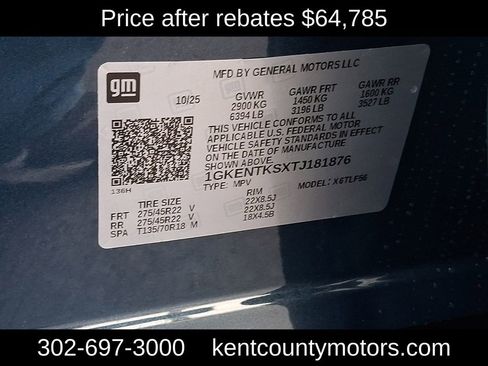 Price after rebates $64,785
gm
MFD BY GENERAL MOTORS LLC
10/25
GVWR GAWR FRT GAWR RR
2900 KG 1450 KG 1600 KG
6394 LB 3196 LB 3527 LB
THIS VEHICLE CONFORMS TO ALL
APPLICABLE U.S. FEDERAL MOTOR
VEHICLE SAFETY STANDARDS IN EFFECT
ON THE DATE OF MANUFACTURE
SHOWN ABOVE.
1GKENTKSXTJ181876
136H
TYPE: MPV MODEL: X6TLF56
TIRE SIZE RIM
FRT 275/45R22 V 22X8.5J
RR 275/45R22 V 22X8.5J
SPA T135/70R18 M 18X4.5B
302-697-3000 kentcountymotors.com